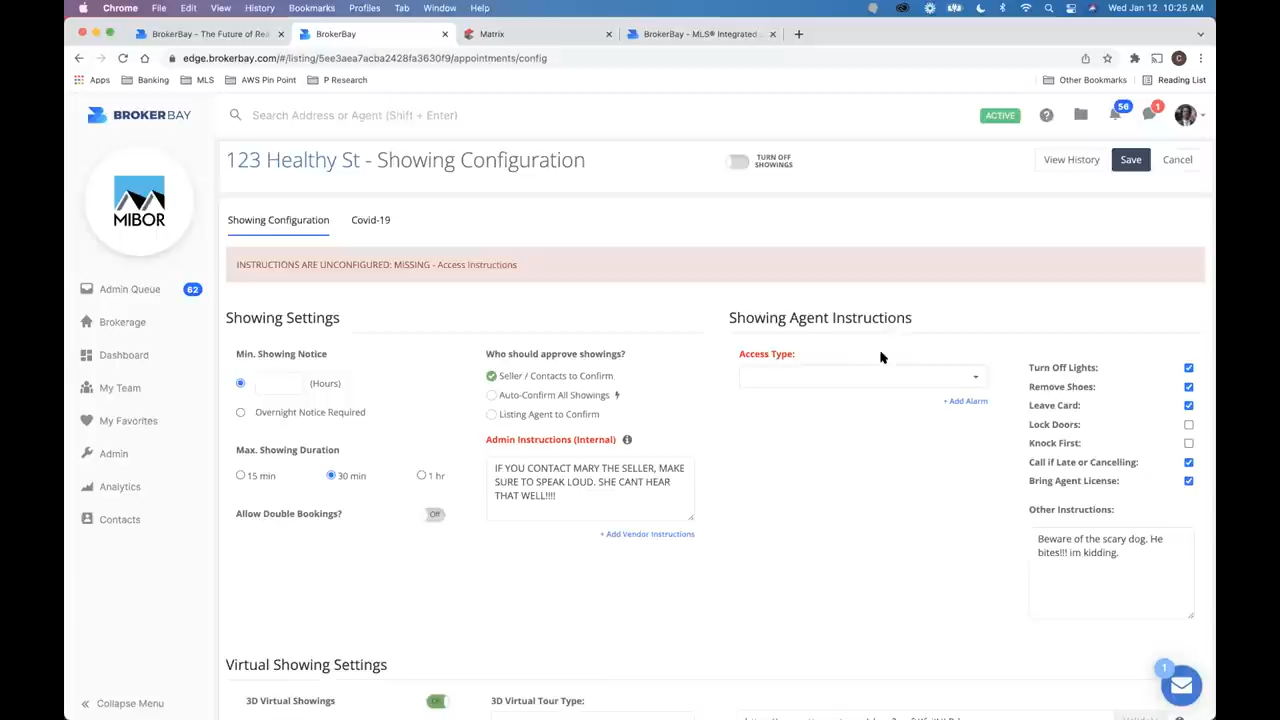 Chrome File Edit View History Bookmarks Profiles Tab Window Help Wed Jan 12 10:25 AM
BrokerBay - The Future of Rea BrokerBay Matrix BrokerBay - MLS® Integrated
edge.brokerbay.com/#/listing/5ee3aea7acba2428fa3630f9/appointments/config
Apps Banking MLS AWS Pin Point P Research Other Bookmarks Reading List
BROKERBAY
Search Address or Agent (Shift + Enter)
ACTIVE
56
1
123 Healthy St - Showing Configuration
TURN OFF
SHOWINGS
View History Save Cancel
MIBOR
Showing Configuration Covid-19
INSTRUCTIONS ARE UNCONFIGURED: MISSING - Access Instructions
Admin Queue 62
Brokerage
Dashboard
My Team
My Favorites
Admin
Analytics
Contacts
Collapse Menu
Showing Settings
Min. Showing Notice
(Hours)
Overnight Notice Required
Max. Showing Duration
15 min 30 min 1 hr
Allow Double Bookings? Off
Who should approve showings?
Seller / Contacts to Confirm
Auto-Confirm All Showings
Listing Agent to Confirm
Admin Instructions (Internal)
IF YOU CONTACT MARY THE SELLER, MAKE
SURE TO SPEAK LOUD. SHE CANT HEAR
THAT WELL!!!!
+ Add Vendor Instructions
Showing Agent Instructions
Access Type:
+ Add Alarm
Turn Off Lights:
Remove Shoes:
Leave Card:
Lock Doors:
Knock First:
Call if Late or Cancelling:
Bring Agent License:
Other Instructions:
Beware of the scary dog. He
bites!!! im kidding.
Virtual Showing Settings
3D Virtual Showings On
3D Virtual Tour Type:
1